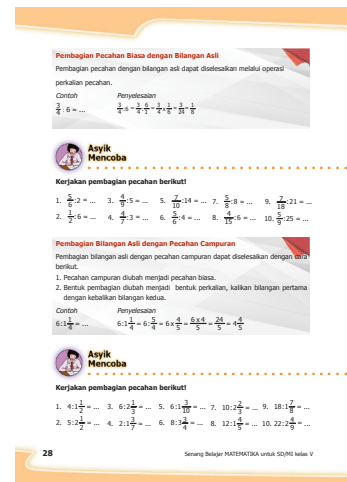 Pembagian Pecahan Biasa dengan Bilangan Asli
Pembagian pecahan dengan bilangan asli dapat diselesaikan melalui operasi
perkalian pecahan.
Contoh Penyelesaian
3/4 : 6 = ... 3/4 : 6 = 3/4 : 6/1 = 3/4 x 1/6 = 3/24 = 1/8
Asyik
Mencoba
Kerjakan pembagian pecahan berikut!
1. 5/6:2 = ... 3. 4/9:5 = ... 5. 7/10:14 = ... 7. 5/8:8 = ... 9. 7/18:21 = ...
2. 1/2:6 = ... 4. 4/7:3 = ... 6. 5/6:4 = ... 8. 4/15:6 = ... 10. 5/9:25 = ...
Pembagian Bilangan Asli dengan Pecahan Campuran
Pembagian bilangan asli dengan pecahan campuran dapat diselesaikan dengan cara
berikut.
1. Pecahan campuran diubah menjadi pecahan biasa.
2. Bentuk pembagian diubah menjadi bentuk perkalian, kalikan bilangan pertama
dengan kebalikan bilangan kedua.
Contoh Penyelesaian
6:1 1/4 = ... 6:1 1/4 = 6: 5/4 = 6 x 4/5 = 6 x 4/5 = 24/5 = 4 4/5
Asyik
Mencoba
Kerjakan pembagian pecahan berikut!
1. 4:1 1/2 = ... 3. 6:2 1/3 = ... 5. 6:1 3/10 = ... 7. 10:2 2/3 = ... 9. 18:1 7/8 = ...
2. 5:2 1/2 = ... 4. 2:1 3/7 = ... 6. 8:3 3/4 = ... 8. 12:1 4/5 = ... 10. 22:2 4/9 = ...
28 Senang Belajar MATEMATIKA untuk SD/MI kelas V